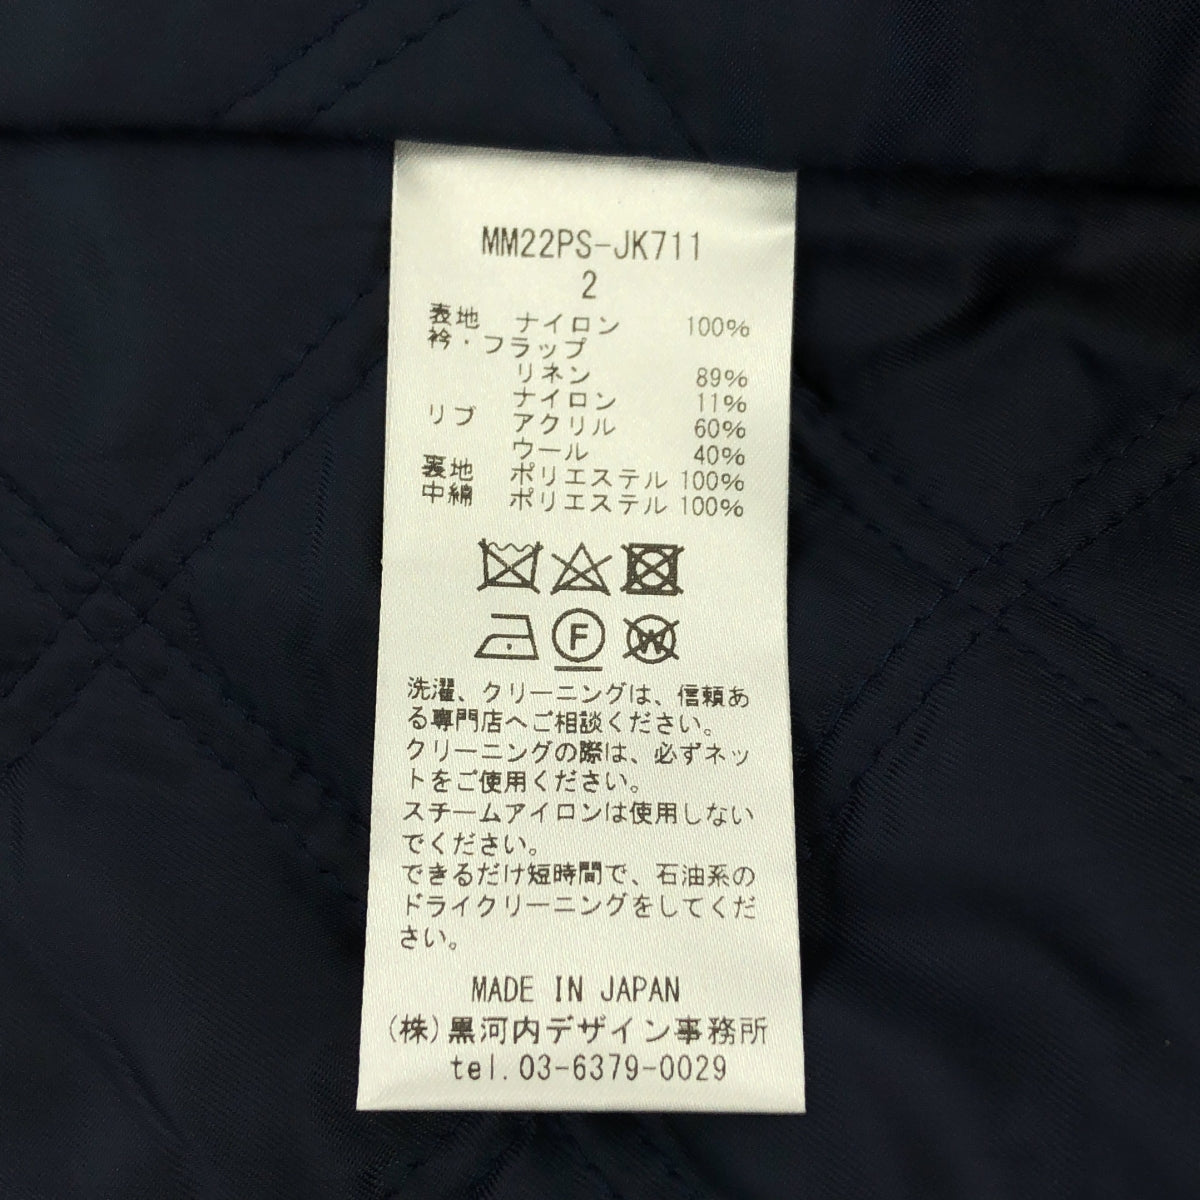 MM22PS-JK711
2
表地 ナイロン 100%
衿・フラップ
リネン 89%
ナイロン 11%
リブ アクリル 60%
ウール 40%
裏地 ポリエステル 100%
中綿 ポリエステル 100%
F W
洗濯、クリーニングは、信頼あ
る専門店へご相談ください。
クリーニングの際は、必ずネッ
トをご使用ください。
スチームアイロンは使用しない
でください。
できるだけ短時間で、石油系の
ドライクリーニングをしてくだ
さい。
MADE IN JAPAN
(株)黒河内デザイン事務所
tel.03-6379-0029